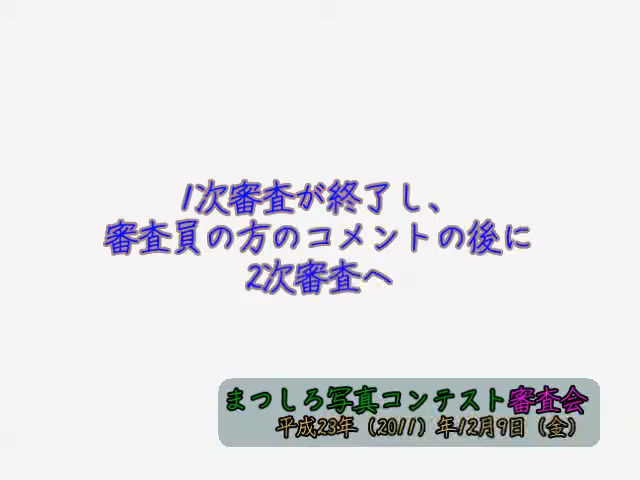 1次審査が終了し、
審査員の方のコメントの後に
2次審査へ
まつしろ写真コンテスト審査会
平成23年（2011）年12月9日（金）